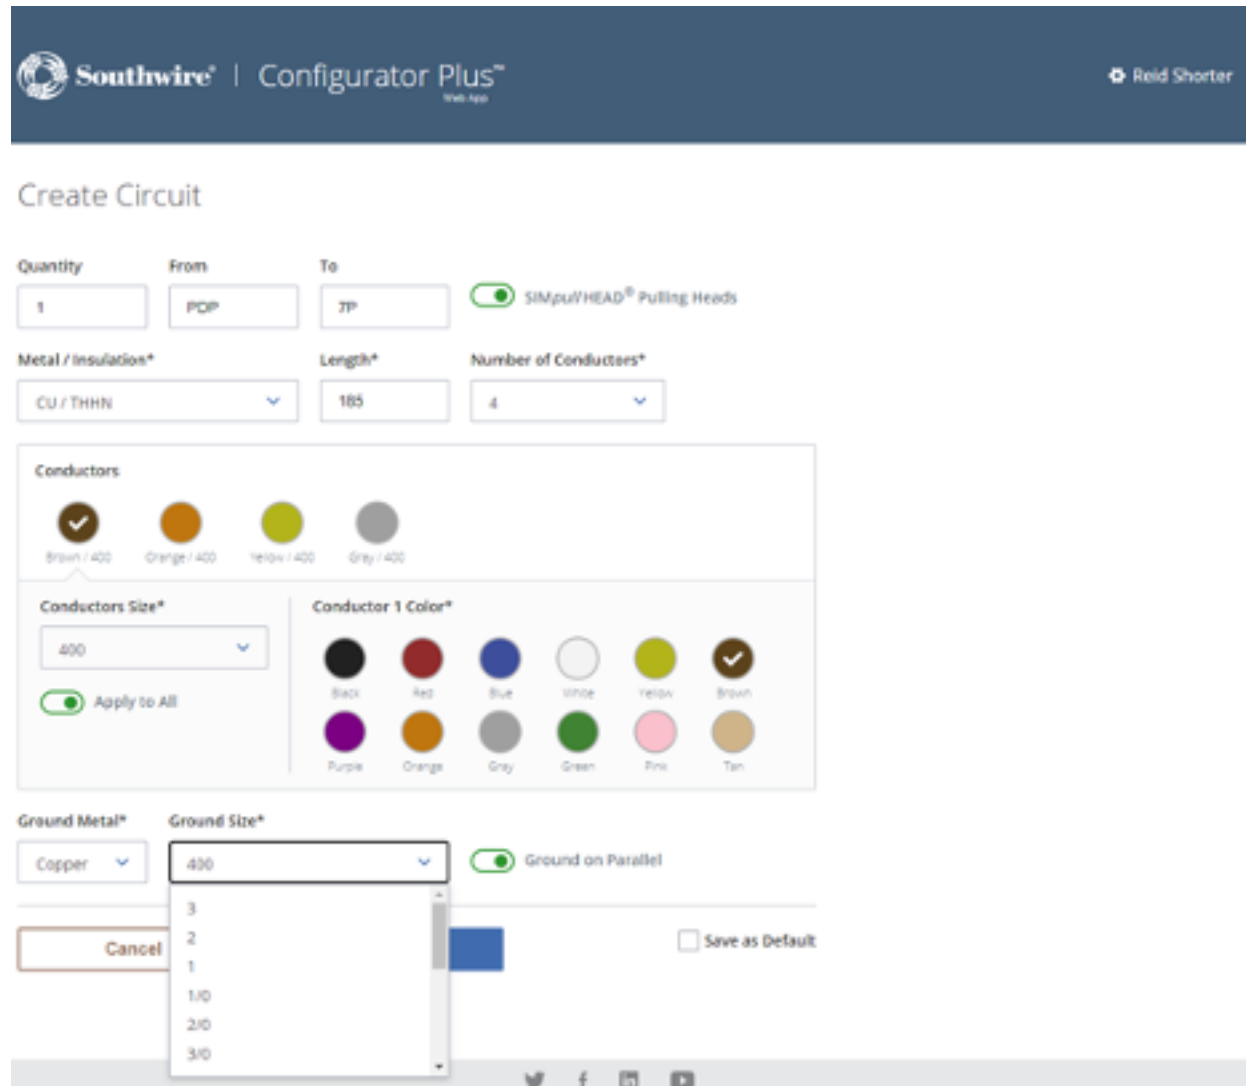 Southwire® | Configurator Plus™
Web App
Reid Shorter
Create Circuit
Quantity From To
1 PDP 7P SIMpull HEAD® Pulling Heads
Metal / Insulation* Length* Number of Conductors*
CU / THHN 185 4
Conductors
Brown / 400 Orange / 400 Yellow / 400 Gray / 400
Conductors Size* Conductor 1 Color*
400
Black Red Blue White Yellow Brown
Apply to All
Purple Orange Gray Green Pink Tan
Ground Metal* Ground Size*
Copper 400 Ground on Parallel
3
2
Cancel Save as Default
1
1/0
2/0
3/0